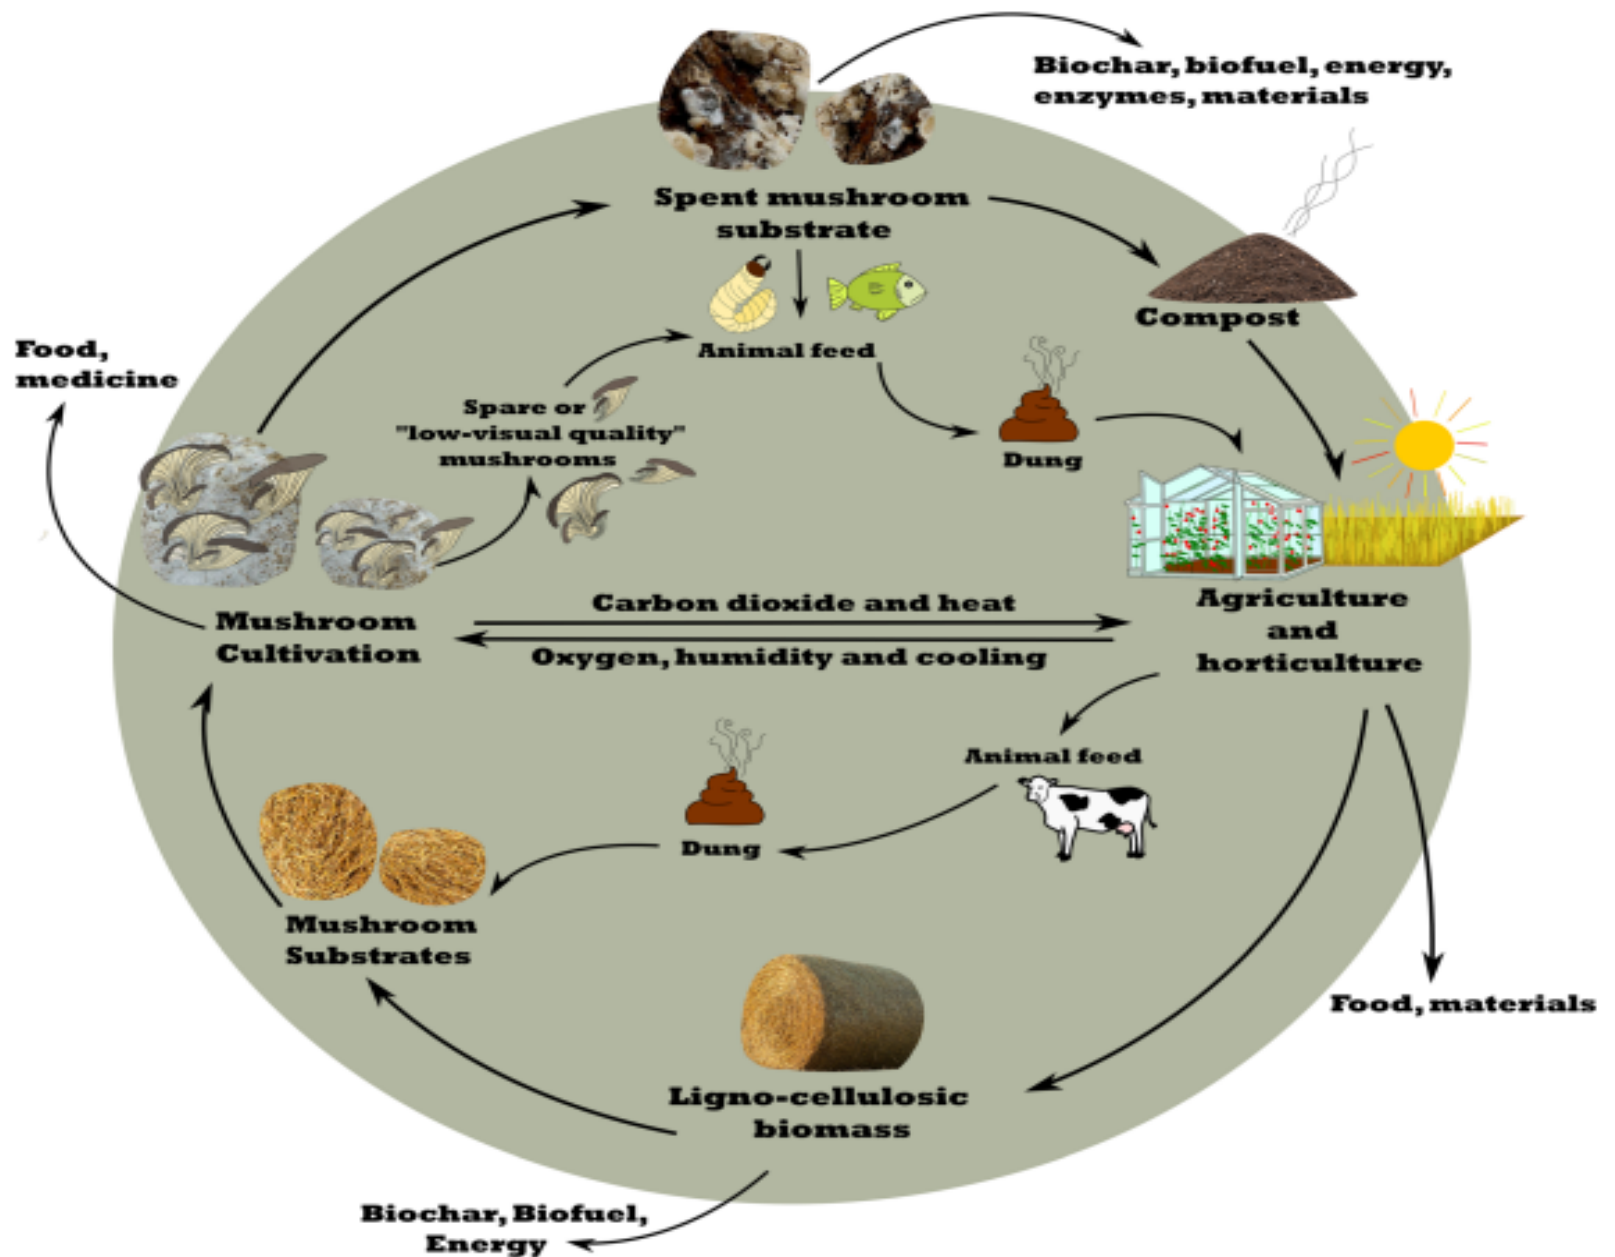 Biochar, biofuel, energy,
enzymes, materials
Spent mushroom
substrate
Compost
Food,
medicine
Animal feed
Spare or
"low-visual quality"
mushrooms
Dung
Mushroom
Cultivation
Carbon dioxide and heat
Oxygen, humidity and cooling
Agriculture
and
horticulture
Animal feed
Dung
Mushroom
Substrates
Food, materials
Ligno-cellulosic
biomass
Biochar, Biofuel,
Energy